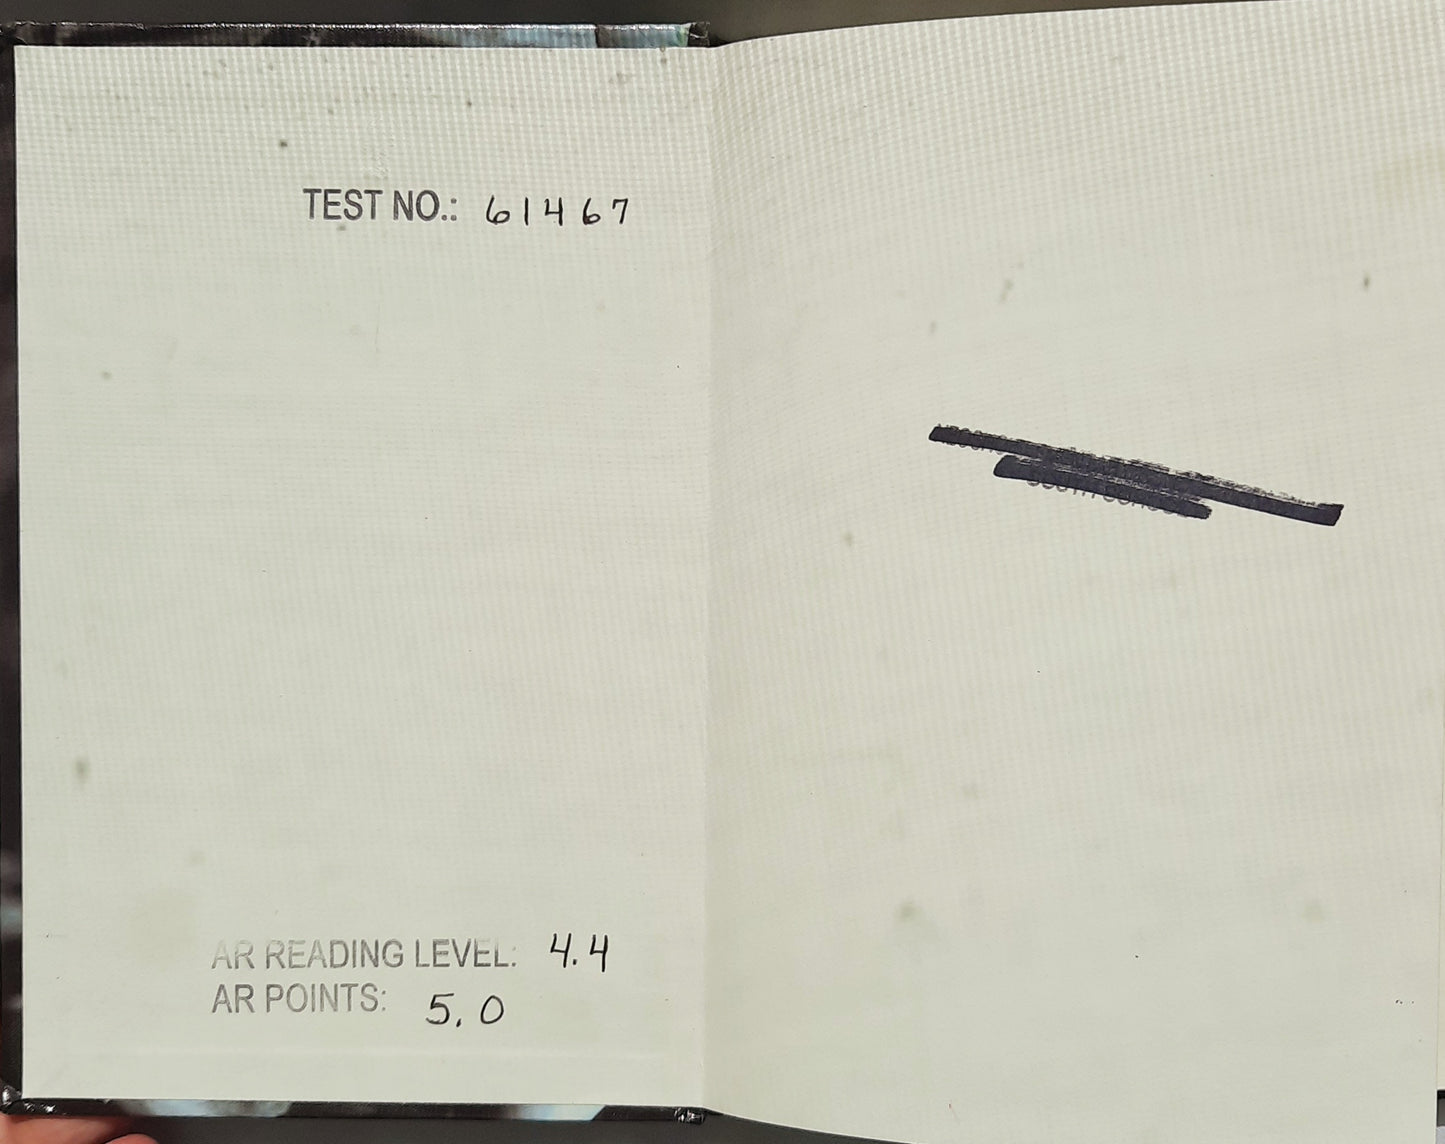 TEST NO.: 61467
AR READING LEVEL: 4.4
AR POINTS: 5.0